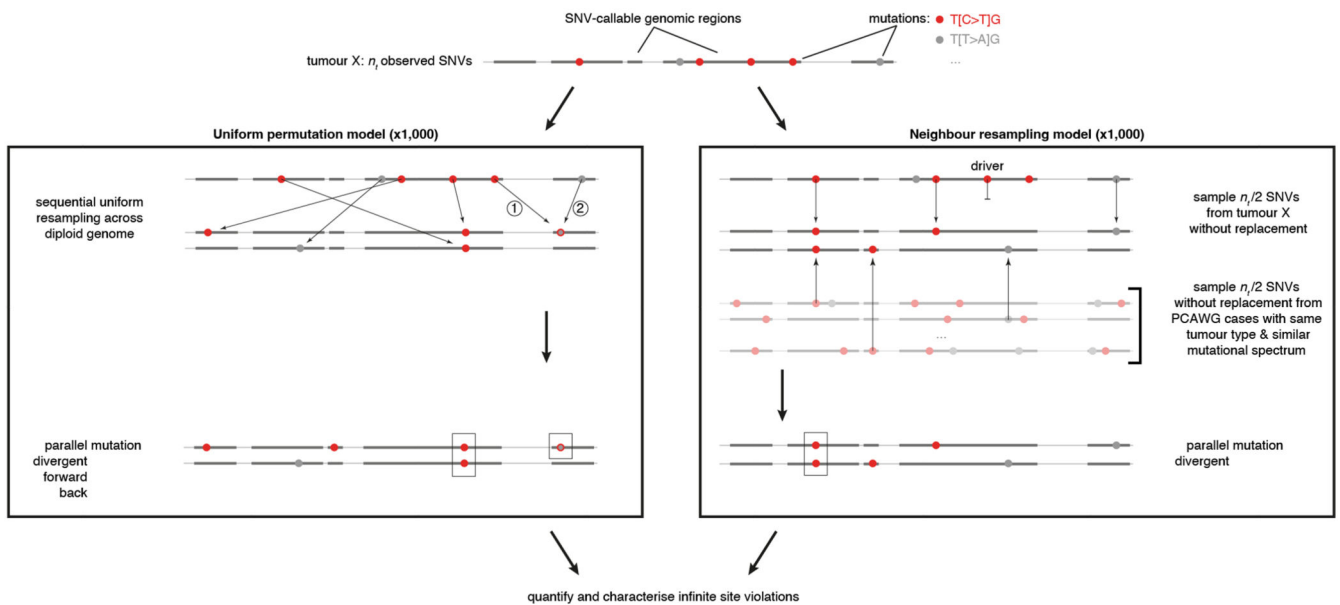 SNV-callable genomic regions
mutations:
T[C>T]G
T[T>A]G
...
tumour X: nt observed SNVs
Uniform permutation model (x1,000)
sequential uniform
resampling across
diploid genome
1
2
parallel mutation
divergent
forward
back
Neighbour resampling model (x1,000)
driver
sample nt/2 SNVs
from tumour X
without replacement
sample nt/2 SNVs
without replacement from
PCAWG cases with same
tumour type & similar
mutational spectrum
...
parallel mutation
divergent
quantify and characterise infinite site violations